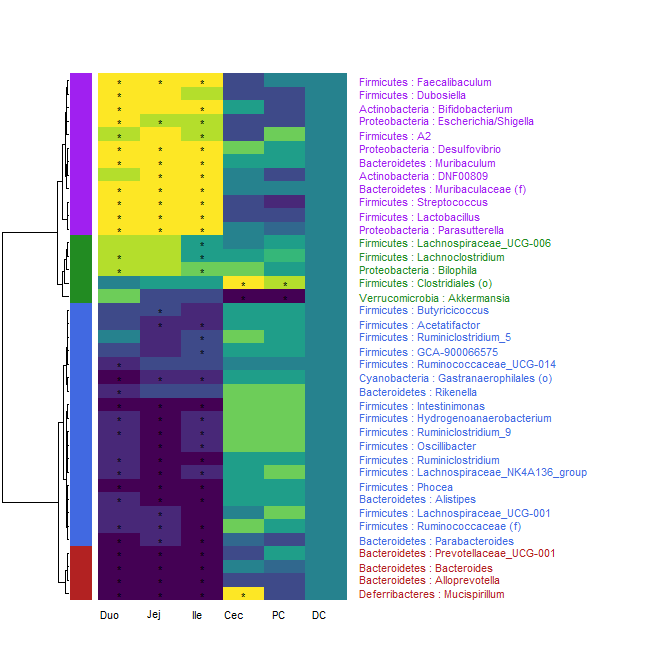 Firmicutes : Faecalibaculum
Firmicutes : Dubosiella
Actinobacteria : Bifidobacterium
Proteobacteria : Escherichia/Shigella
Firmicutes : A2
Proteobacteria : Desulfovibrio
Bacteroidetes : Muribaculum
Actinobacteria : DNF00809
Bacteroidetes : Muribaculaceae (f)
Firmicutes : Streptococcus
Firmicutes : Lactobacillus
Proteobacteria : Parasutterella
Firmicutes : Lachnospiraceae_UCG-006
Firmicutes : Lachnoclostridium
Proteobacteria : Bilophila
Firmicutes : Clostridiales (o)
Verrucomicrobia : Akkermansia
Firmicutes : Butyricicoccus
Firmicutes : Acetatifactor
Firmicutes : Ruminiclostridium_5
Firmicutes : GCA-900066575
Firmicutes : Ruminococcaceae_UCG-014
Cyanobacteria : Gastranaerophilales (o)
Bacteroidetes : Rikenella
Firmicutes : Intestinimonas
Firmicutes : Hydrogenoanaerobacterium
Firmicutes : Ruminiclostridium_9
Firmicutes : Oscillibacter
Firmicutes : Ruminiclostridium
Firmicutes : Lachnospiraceae_NK4A136_group
Firmicutes : Phocea
Bacteroidetes : Alistipes
Firmicutes : Lachnospiraceae_UCG-001
Firmicutes : Ruminococcaceae (f)
Bacteroidetes : Parabacteroides
Bacteroidetes : Prevotellaceae_UCG-001
Bacteroidetes : Bacteroides
Bacteroidetes : Alloprevotella
Deferribacteres : Mucispirillum
Duo Jej Ile Cec PC DC